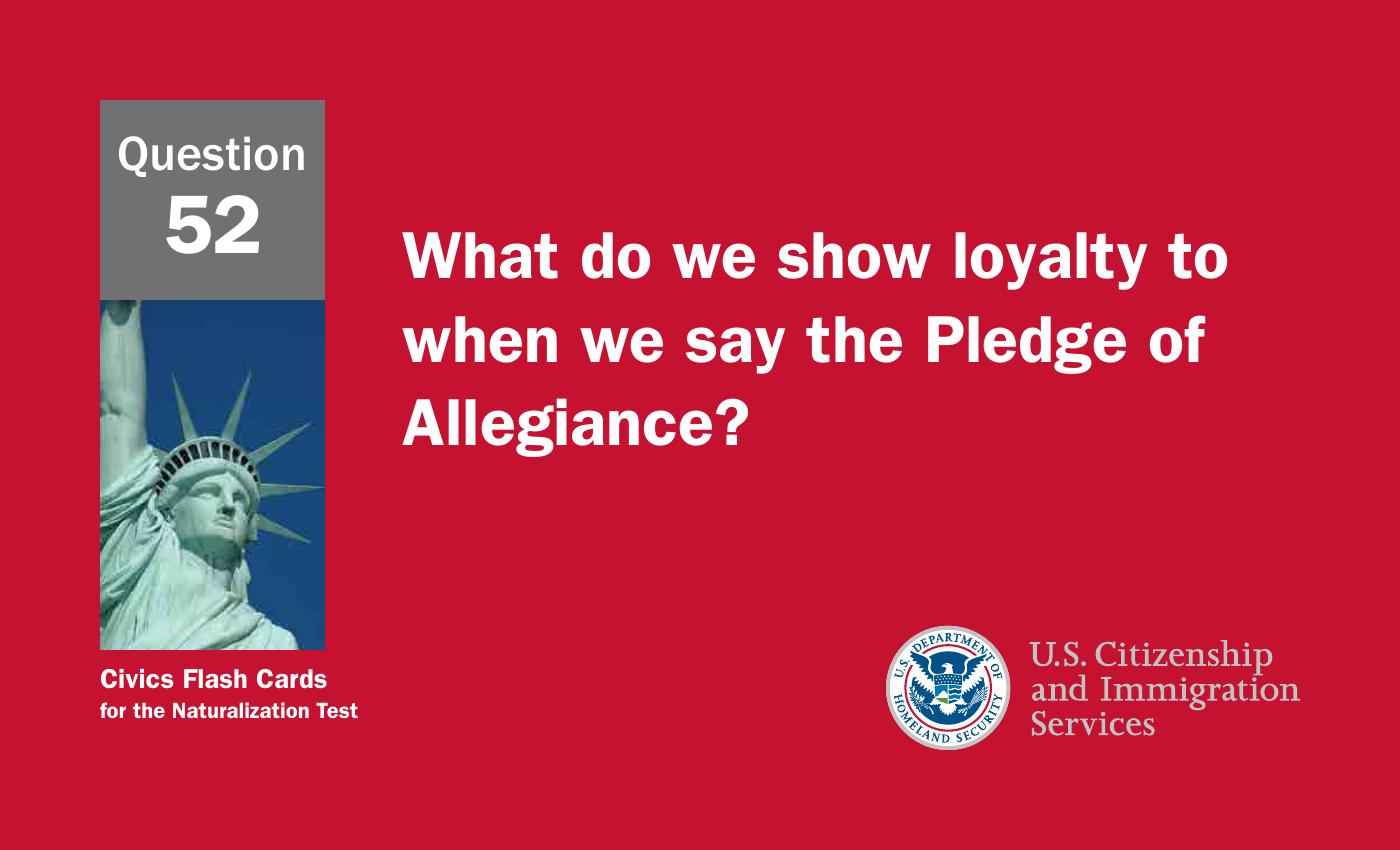 Question
52
What do we show loyalty to
when we say the Pledge of
Allegiance?
Civics Flash Cards
for the Naturalization Test
U.S. DEPARTMENT OF
HOMELAND SECURITY
U.S. Citizenship
and Immigration
Services